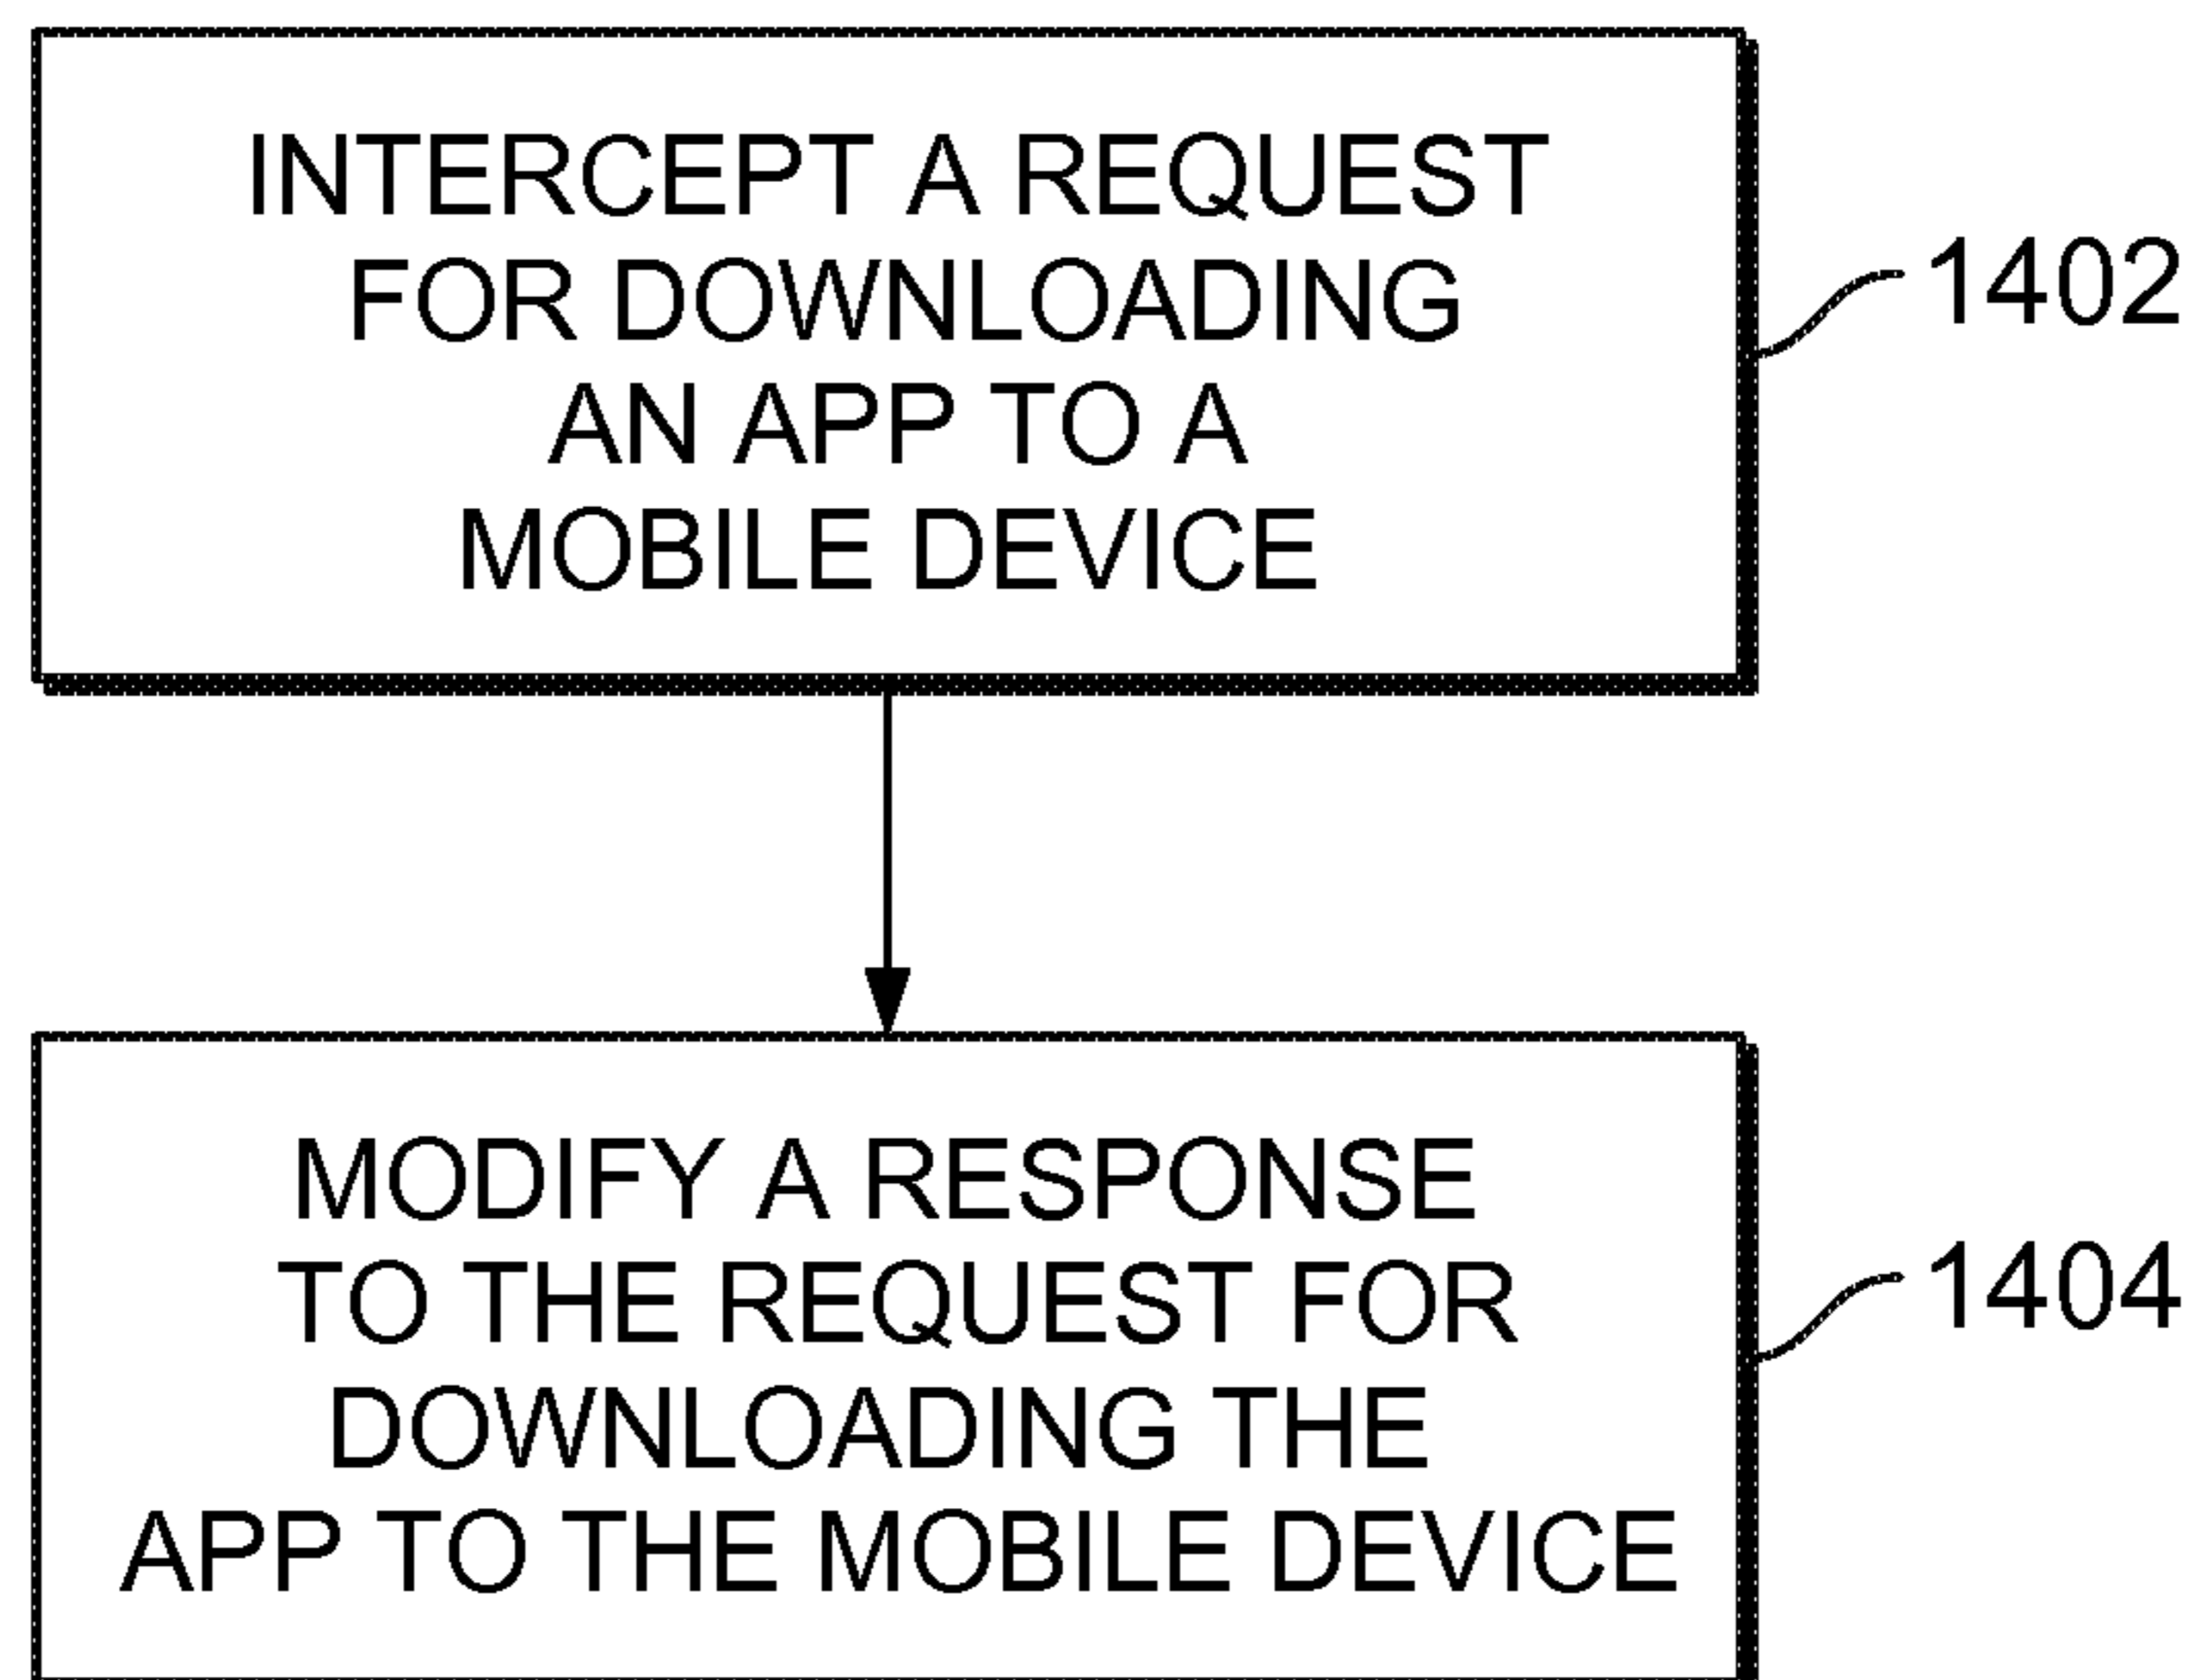 INTERCEPT A REQUEST
FOR DOWNLOADING
AN APP TO A
MOBILE DEVICE
1402
MODIFY A RESPONSE
TO THE REQUEST FOR
DOWNLOADING THE
APP TO THE MOBILE DEVICE
1404